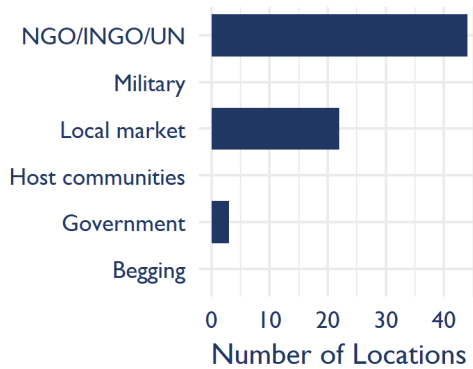 NGO/INGO/UN
Military
Local market
Host communities
Government
Begging
0 10 20 30 40
Number of Locations